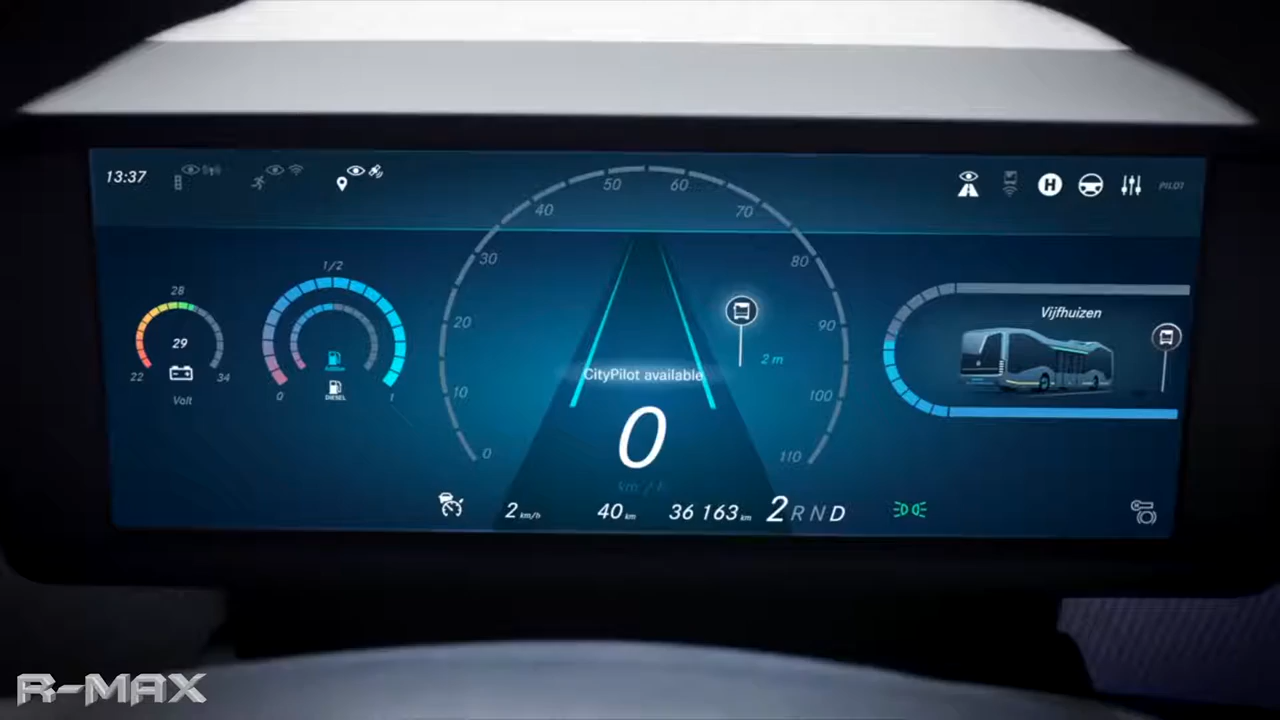 13:37
PILOT
50 60
40 70
30 80
20 90
10 100
0 110
28
29
22 34
Volt
1/2
0 1
DIESEL
2 m
CityPilot available
0
km/h
Vijfhuizen
H
2 km/h 40 km 36 163 km 2 R N D
R-MAX